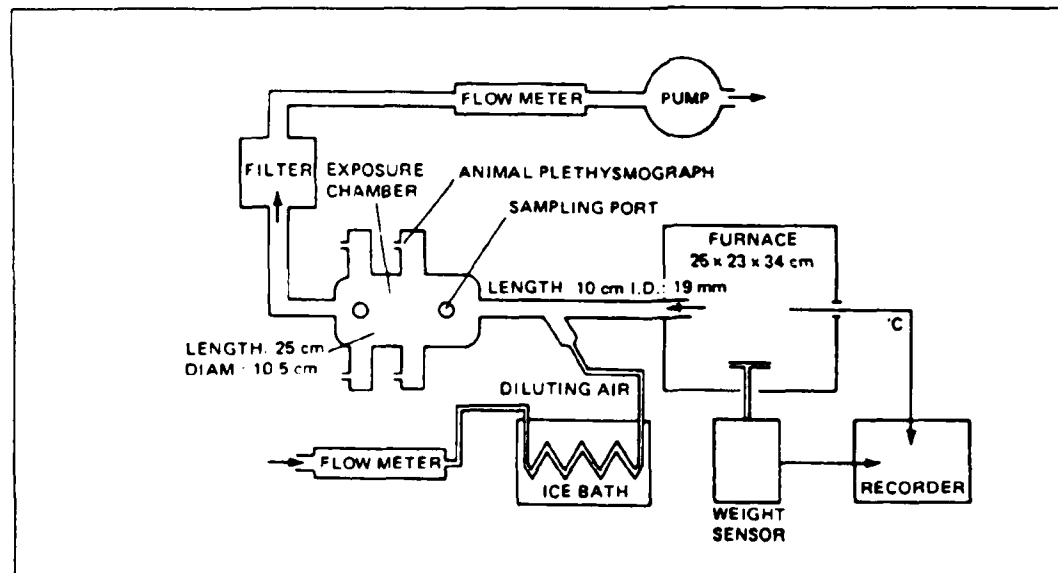 FLOW METER
PUMP
FILTER
EXPOSURE
CHAMBER
ANIMAL PLETHYSMOGRAPH
SAMPLING PORT
FURNACE
25 x 23 x 34 cm
LENGTH 10 cm I.D.: 19 mm
°C
LENGTH. 25 cm
DIAM : 10 5 cm
DILUTING AIR
FLOW METER
ICE BATH
WEIGHT
SENSOR
RECORDER